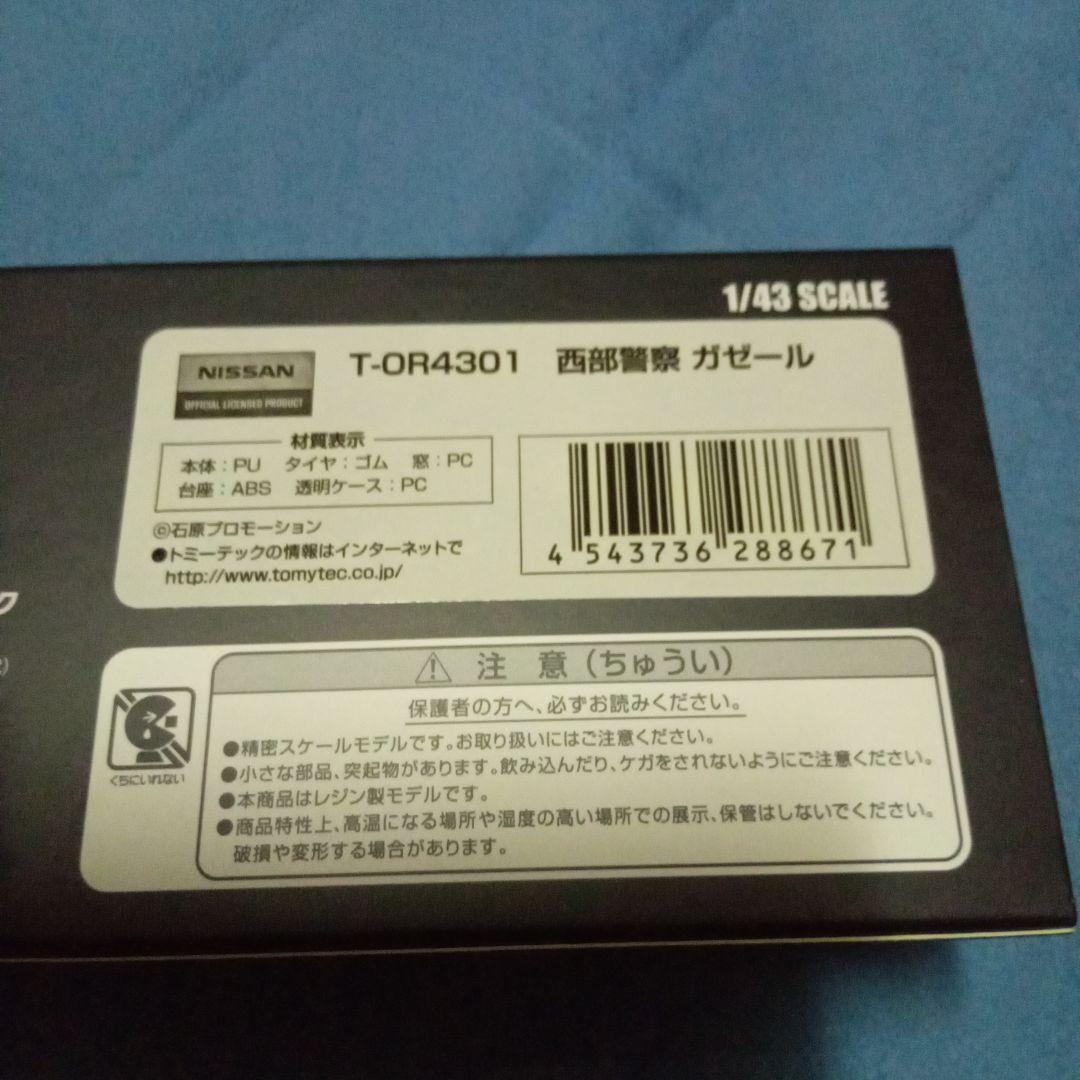 1/43 SCALE
NISSAN
OFFICIAL LICENSED PRODUCT
T-OR4301 西部警察 ガゼール
材質表示
本体：PU タイヤ：ゴム 窓：PC
台座：ABS 透明ケース：PC
©石原プロモーション
●トミーテックの情報はインターネットで
http://www.tomytec.co.jp/
4 543736 288671
ク
⚠ 注 意（ちゅうい）
保護者の方へ、必ずお読みください。
●精密スケールモデルです。お取り扱いにはご注意ください。
●小さな部品、突起物があります。飲み込んだり、ケガをされないようにご注意ください。
●本商品はレジン製モデルです。
●商品特性上、高温になる場所や湿度の高い場所での展示、保管はしないでください。
破損や変形する場合があります。
くちにいれない